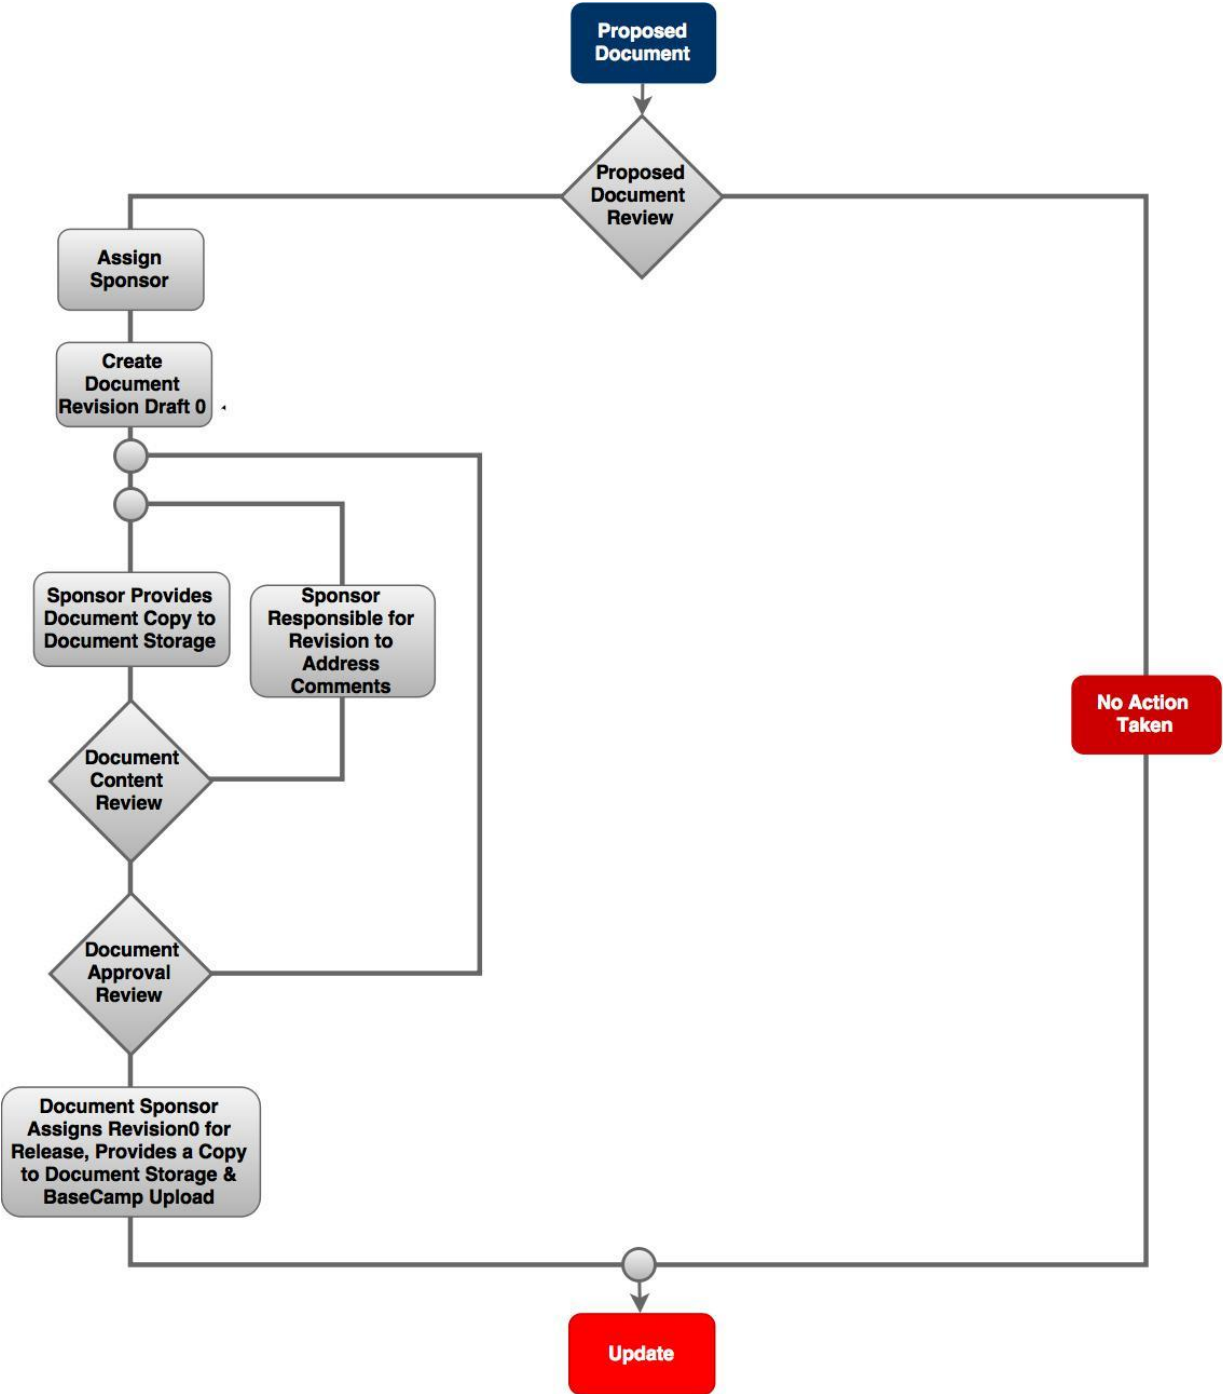 Proposed
Document
Proposed
Document
Review
Assign
Sponsor
Create
Document
Revision Draft 0
Sponsor Provides
Document Copy to
Document Storage
Sponsor
Responsible for
Revision to
Address
Comments
No Action
Taken
Document
Content
Review
Document
Approval
Review
Document Sponsor
Assigns Revision0 for
Release, Provides a Copy
to Document Storage &
BaseCamp Upload
Update